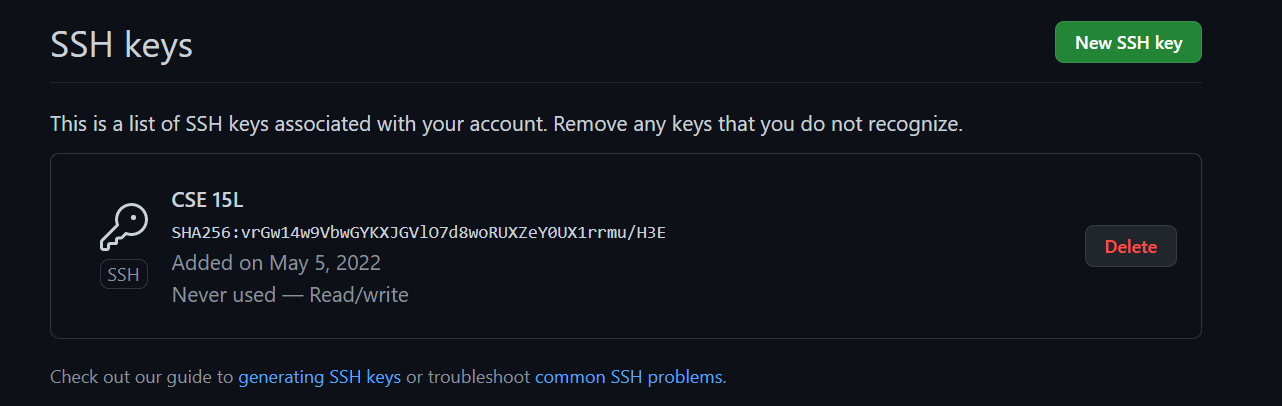 SSH keys
New SSH key
This is a list of SSH keys associated with your account. Remove any keys that you do not recognize.
CSE 15L
SHA256:vrGw14w9VbwGYKXJGVlO7d8woRUXZeY0UX1rrmu/H3E
Added on May 5, 2022
Never used — Read/write
SSH
Delete
Check out our guide to generating SSH keys or troubleshoot common SSH problems.